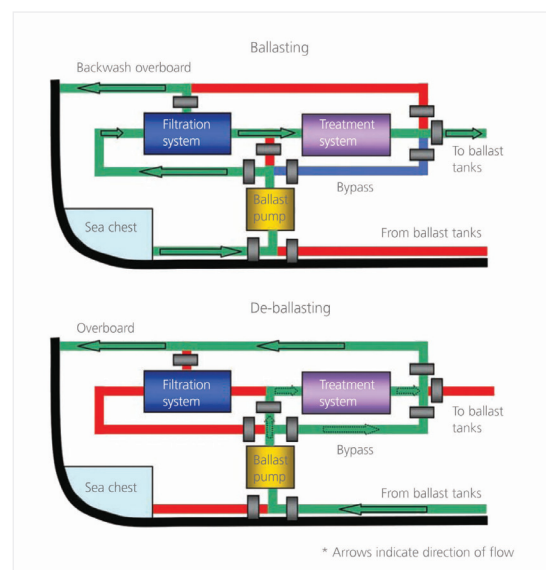 Ballasting
Backwash overboard
Filtration
system
Treatment
system
To ballast
tanks
Bypass
Ballast
pump
Sea chest
From ballast tanks
De-ballasting
Overboard
Filtration
system
Treatment
system
To ballast
tanks
Bypass
Ballast
pump
Sea chest
From ballast tanks
* Arrows indicate direction of flow